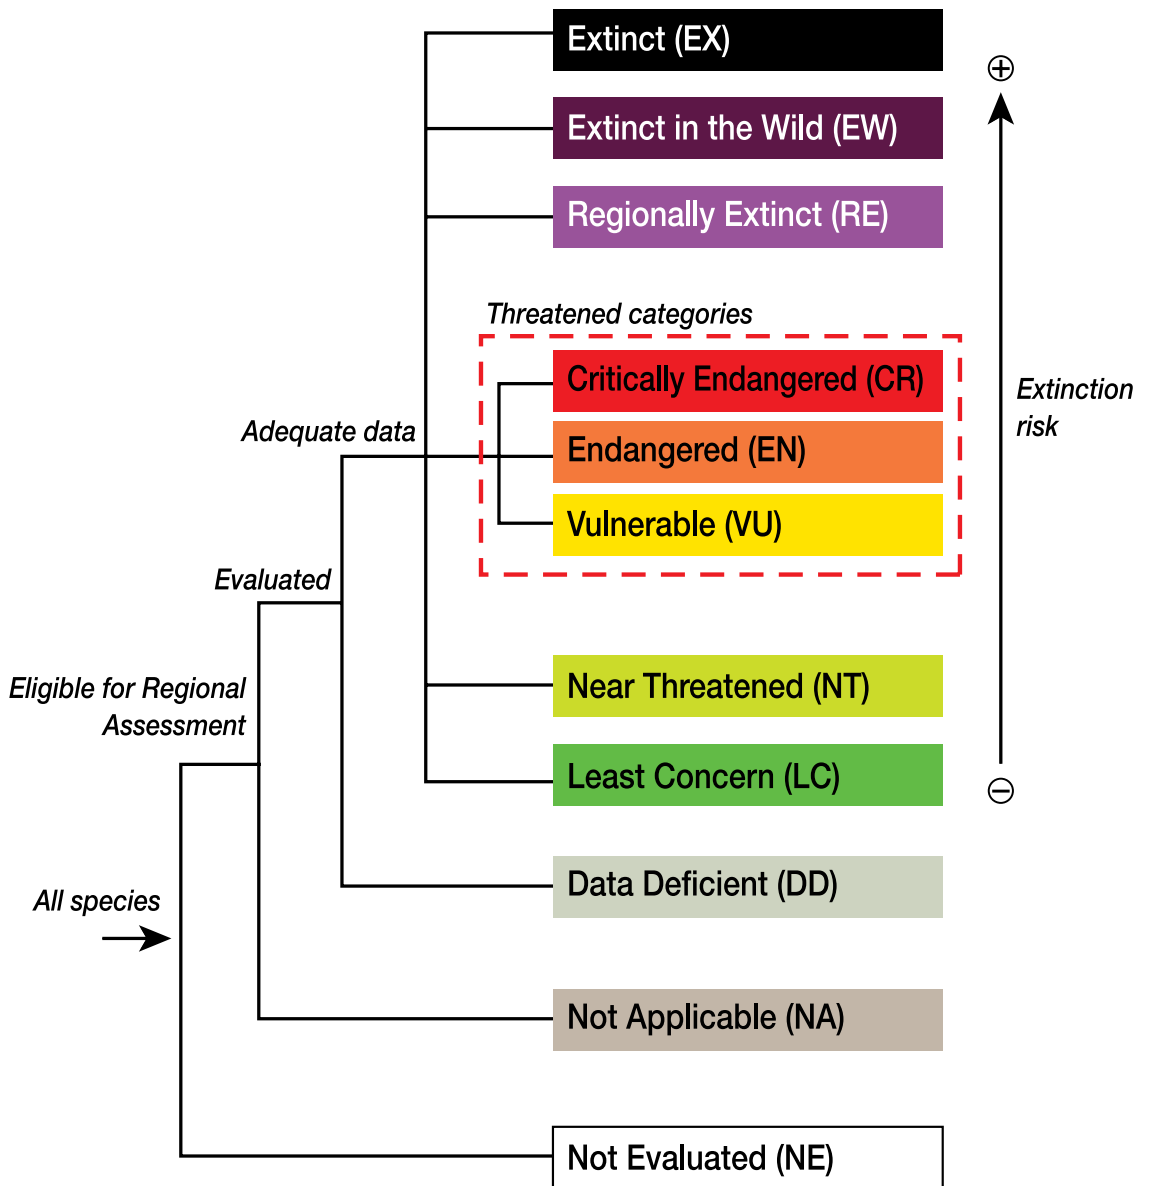 Extinct (EX)
Extinct in the Wild (EW)
Regionally Extinct (RE)
Threatened categories
Critically Endangered (CR)
Extinction
risk
Adequate data
Endangered (EN)
Vulnerable (VU)
Evaluated
Eligible for Regional
Assessment
Near Threatened (NT)
Least Concern (LC)
Data Deficient (DD)
All species
Not Applicable (NA)
Not Evaluated (NE)